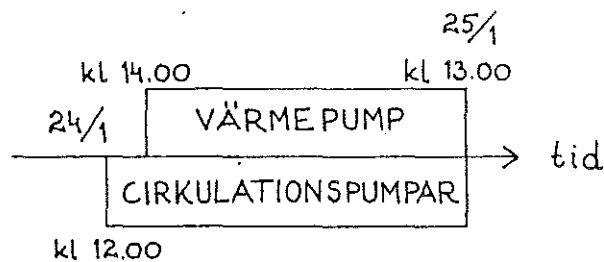 25/1
kl 14.00 kl 13.00
24/1 VÄRMEPUMP
tid
CIRKULATIONSPUMPAR
kl 12.00